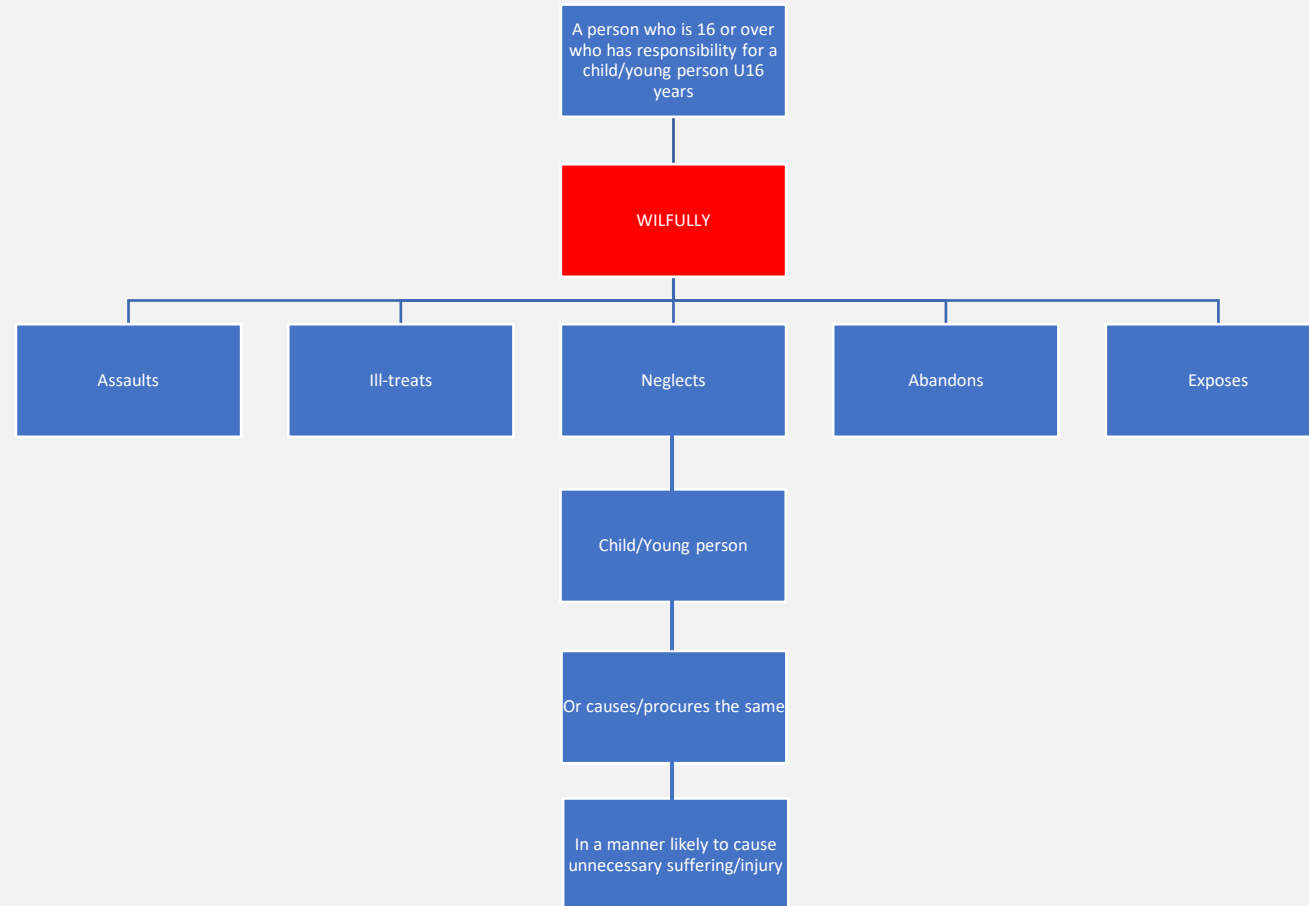 A person who is 16 or over
who has responsibility for a
child/young person U16
years
WILFULLY
Assaults
Ill-treats
Neglects
Abandons
Exposes
Child/Young person
Or causes/procures the same
In a manner likely to cause
unnecessary suffering/injury